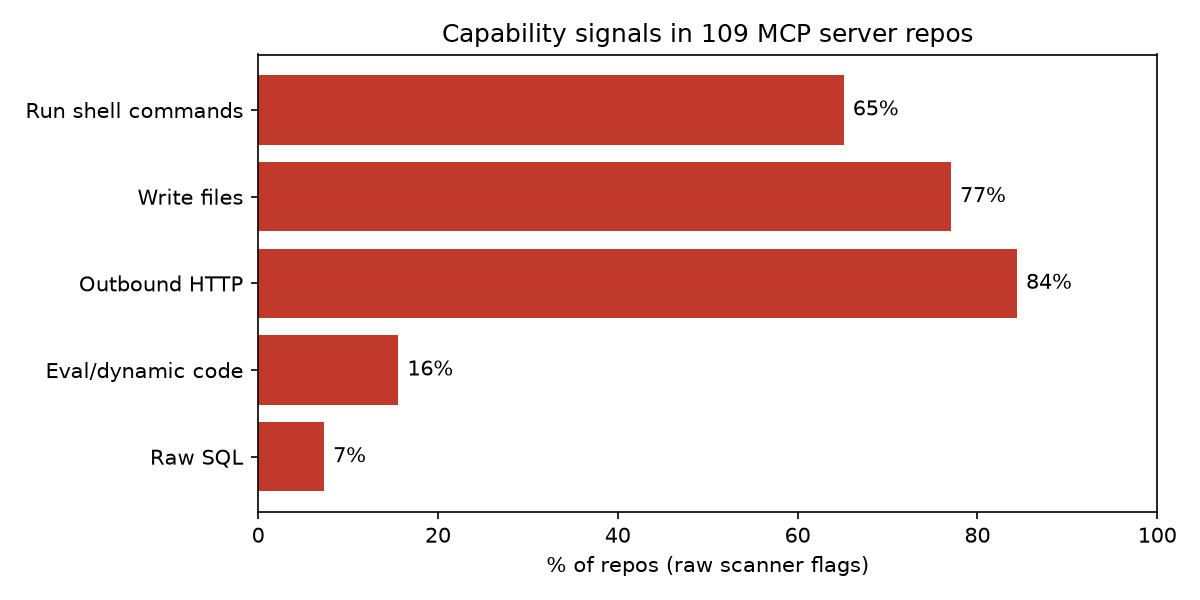 Capability signals in 109 MCP server repos
Run shell commands 65%
Write files 77%
Outbound HTTP 84%
Eval/dynamic code 16%
Raw SQL 7%
0 20 40 60 80 100
% of repos (raw scanner flags)